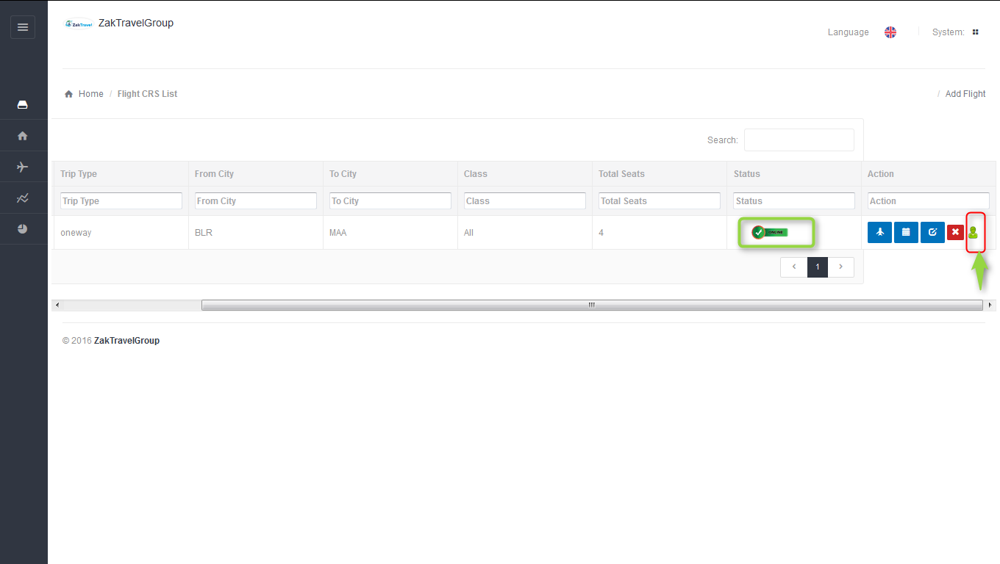 ZakTravel ZakTravelGroup
Language System:
Home / Flight CRS List / Add Flight
Search:
Trip Type From City To City Class Total Seats Status Action
Trip Type From City To City Class Total Seats Status Action
oneway BLR MAA All 4 ONLINE
1
© 2016 ZakTravelGroup